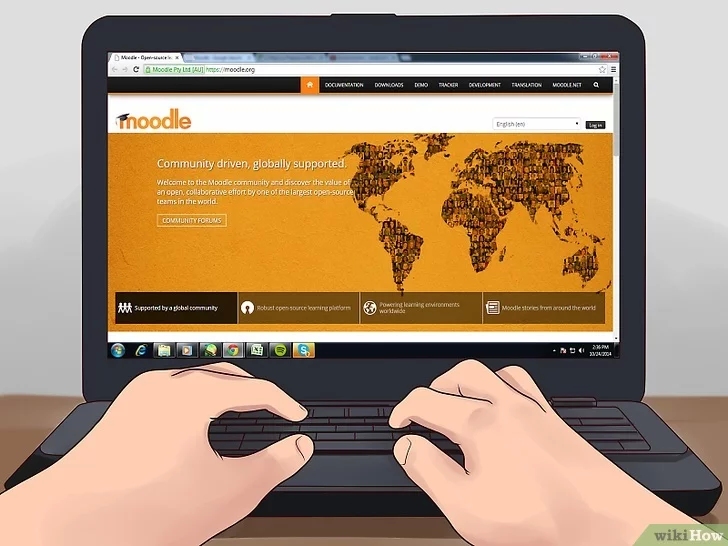 Moodle - Open-source le
Moodle Pty Ltd [AU] https://moodle.org
DOCUMENTATION DOWNLOADS DEMO TRACKER DEVELOPMENT TRANSLATION MOODLE.NET
moodle
English (en)
Log in
Community driven, globally supported.
Welcome to the Moodle community and discover the value of
an open, collaborative effort by one of the largest open-source
teams in the world.
COMMUNITY FORUMS
Supported by a global community
Robust open-source learning platform
Powering learning environments
worldwide
Moodle stories from around the world
2:36 PM
10/24/2014
wikiHow